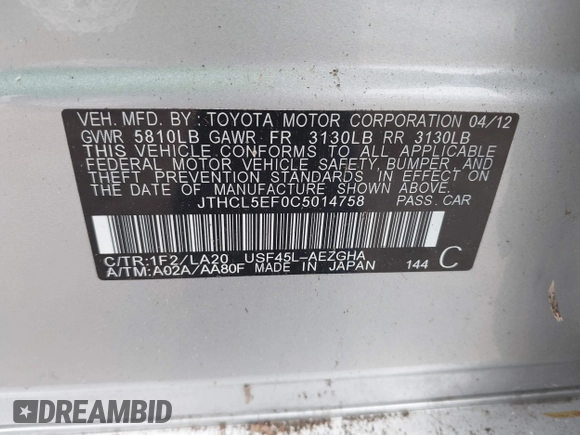 VEH. MFD BY : TOYOTA MOTOR CORPORATION 04/12
GVWR 5810LB GAWR FR 3130LB RR 3130LB
THIS VEHICLE CONFORMS TO ALL APPLICABLE
FEDERAL MOTOR VEHICLE SAFETY, BUMPER, AND
THEFT PREVENTION STANDARDS IN EFFECT ON
THE DATE OF MANUFACTURE SHOWN ABOVE.
JTHCL5EF0C5014758 PASS. CAR
C/TR:1F2/LA20 USF45L-AEZGHA
A/TM:A02A/AA80F MADE IN JAPAN 144 C
DREAMBID